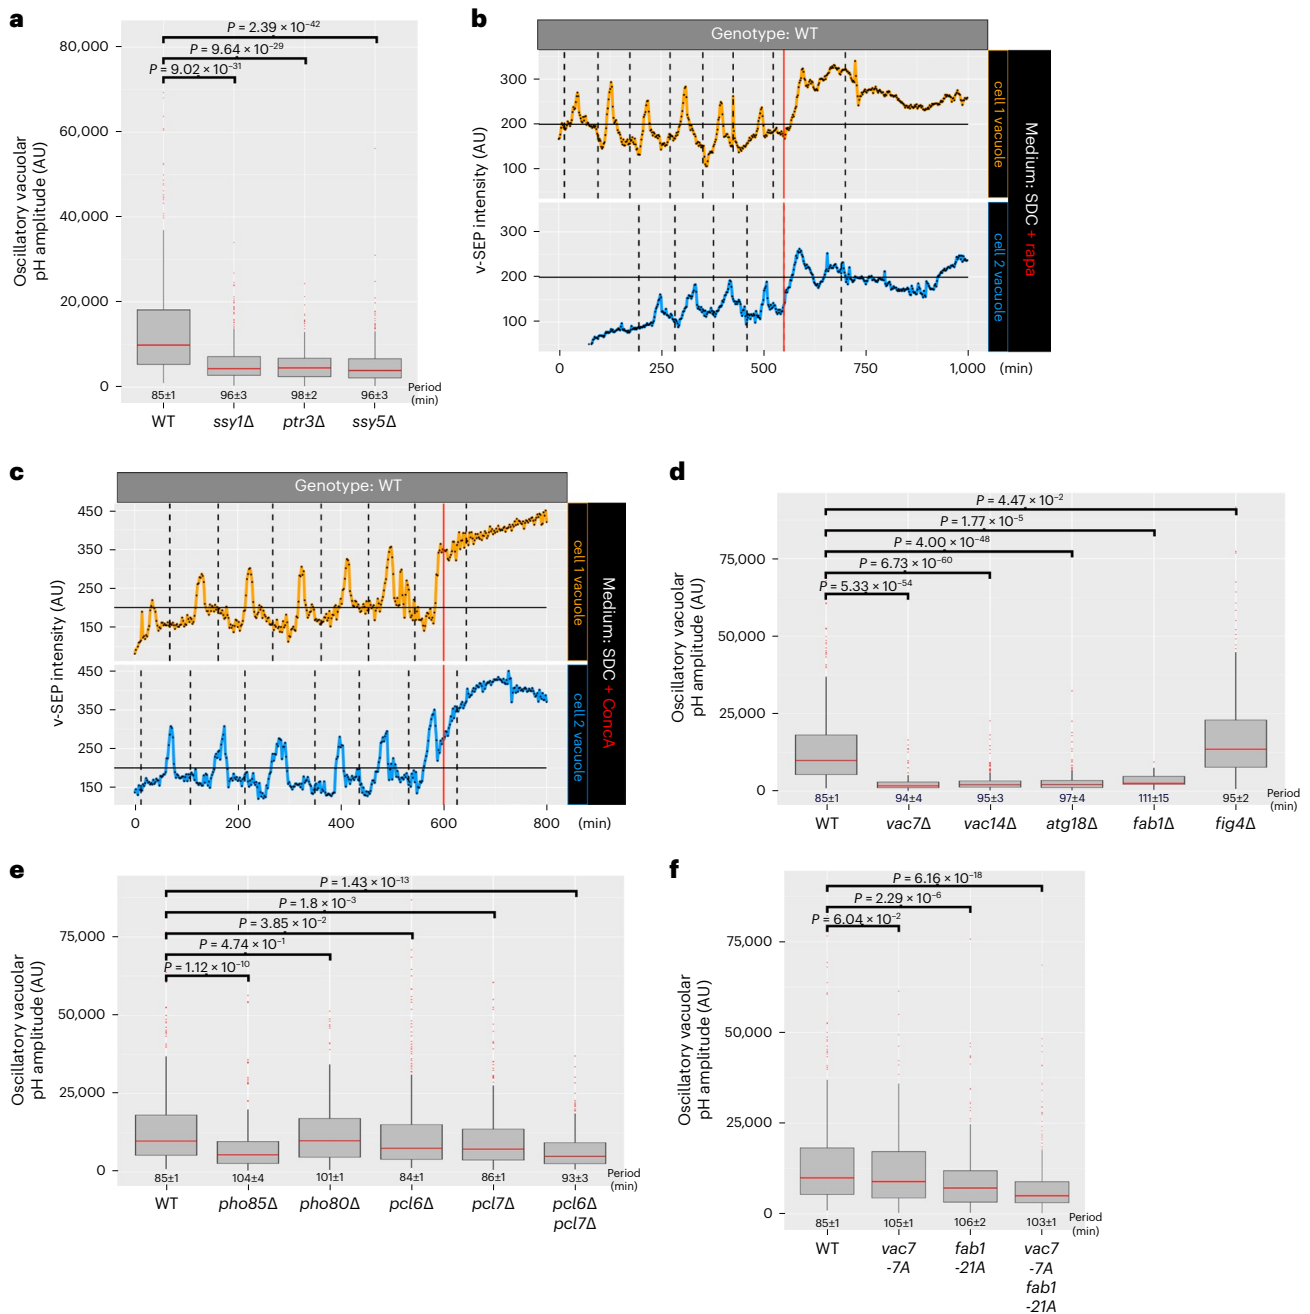 a
P = 2.39 × 10⁻⁴²
P = 9.64 × 10⁻²⁹
P = 9.02 × 10⁻³¹
Oscillatory vacuolar
pH amplitude (AU)
80,000
60,000
40,000
20,000
0
85±1
96±3
98±2
96±3
Period
(min)
WT
ssy1Δ
ptr3Δ
ssy5Δ
b
Genotype: WT
v-SEP intensity (AU)
300
200
100
300
200
100
cell 1 vacuole
cell 2 vacuole
Medium: SDC + rapa
0
250
500
750
1,000
(min)
c
Genotype: WT
v-SEP intensity (AU)
450
350
250
150
450
350
250
150
cell 1 vacuole
cell 2 vacuole
Medium: SDC + ConcA
0
200
400
600
800
(min)
d
P = 4.47 × 10⁻²
P = 1.77 × 10⁻⁵
P = 4.00 × 10⁻⁴⁸
P = 6.73 × 10⁻⁶⁰
P = 5.33 × 10⁻⁵⁴
Oscillatory vacuolar
pH amplitude (AU)
75,000
50,000
25,000
0
85±1
94±4
95±3
97±4
111±15
95±2
Period
(min)
WT
vac7Δ
vac14Δ
atg18Δ
fab1Δ
fig4Δ
e
P = 1.43 × 10⁻¹³
P = 1.8 × 10⁻³
P = 3.85 × 10⁻²
P = 4.74 × 10⁻¹
P = 1.12 × 10⁻¹⁰
Oscillatory vacuolar
pH amplitude (AU)
75,000
50,000
25,000
0
85±1
104±4
101±1
84±1
86±1
93±3
Period
(min)
WT
pho85Δ
pho80Δ
pcl6Δ
pcl7Δ
pcl6Δ
pcl7Δ
f
P = 6.16 × 10⁻¹⁸
P = 2.29 × 10⁻⁶
P = 6.04 × 10⁻²
Oscillatory vacuolar
pH amplitude (AU)
75,000
50,000
25,000
0
85±1
105±1
106±2
103±1
Period
(min)
WT
vac7
-7A
fab1
-21A
vac7
-7A
fab1
-21A